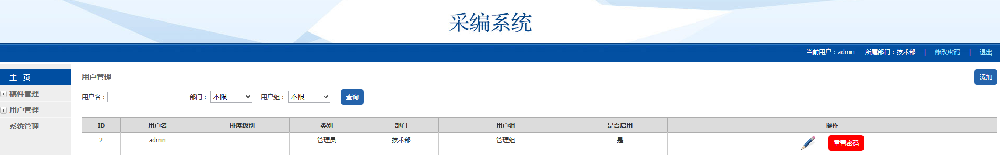 采编系统
当前用户：admin 所属部门：技术部 | 修改密码 | 退出
主 页
稿件管理
用户管理
系统管理
用户管理
添加
用户名： 部门： 不限 用户组： 不限 查询
ID 用户名 排序级别 类别 部门 用户组 是否启用 操作
2 admin 管理员 技术部 管理组 是 重置密码